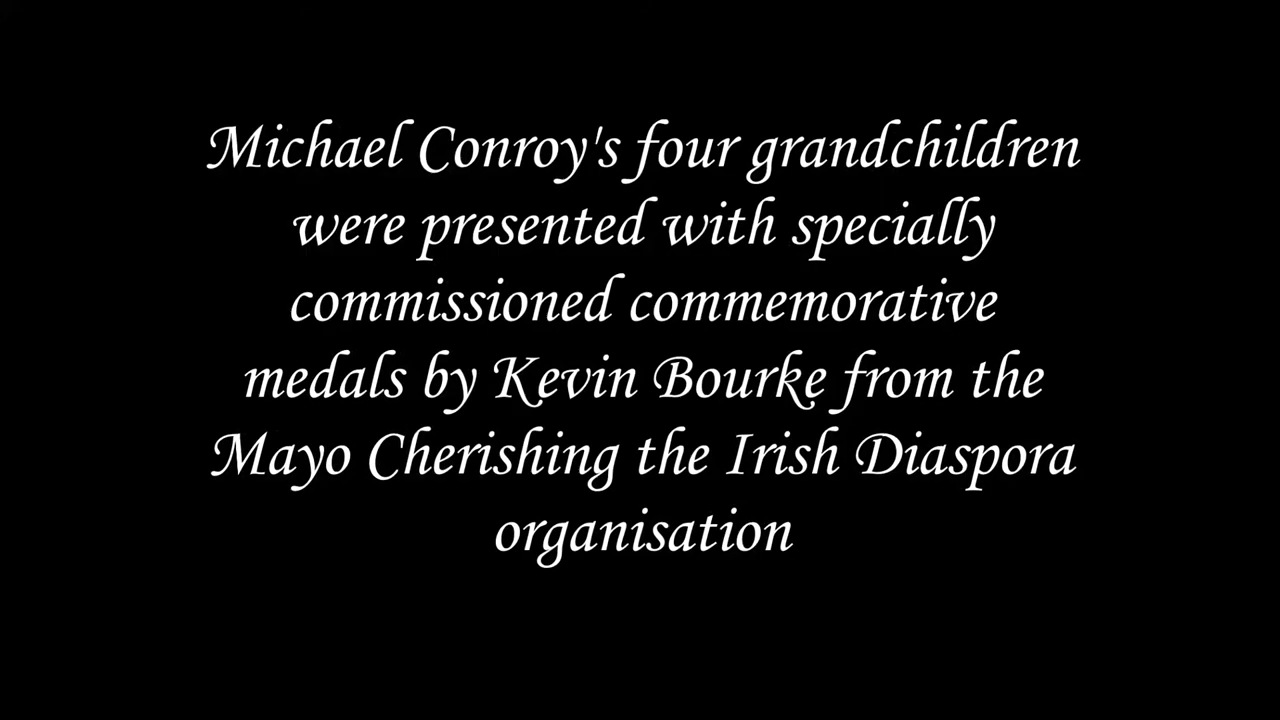 Michael Conroy's four grandchildren
were presented with specially
commissioned commemorative
medals by Kevin Bourke from the
Mayo Cherishing the Irish Diaspora
organisation